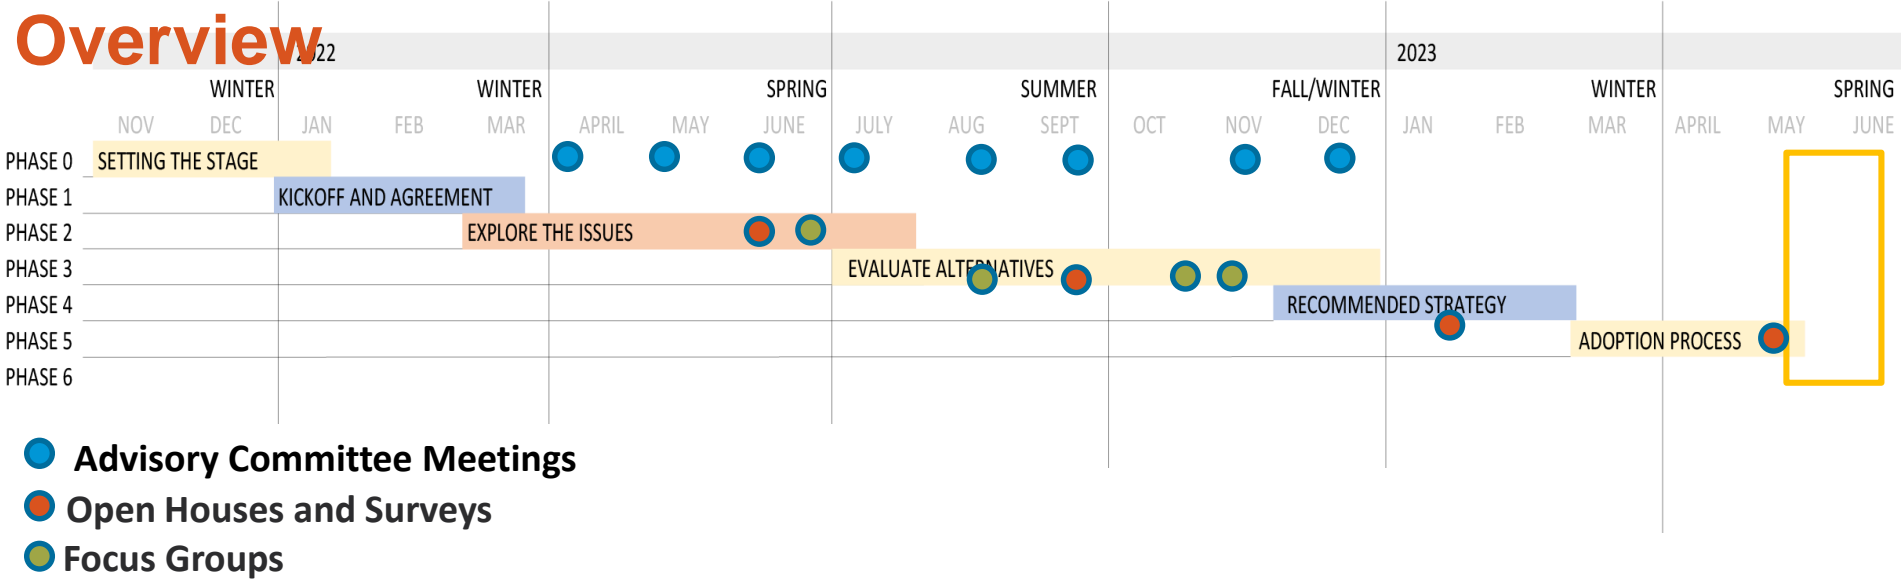 Overview
2022 2023
WINTER WINTER SPRING SUMMER FALL/WINTER WINTER SPRING
NOV DEC JAN FEB MAR APRIL MAY JUNE JULY AUG SEPT OCT NOV DEC JAN FEB MAR APRIL MAY JUNE
PHASE 0 SETTING THE STAGE
PHASE 1 KICKOFF AND AGREEMENT
PHASE 2 EXPLORE THE ISSUES
PHASE 3 EVALUATE ALTERNATIVES
PHASE 4 RECOMMENDED STRATEGY
PHASE 5 ADOPTION PROCESS
PHASE 6
Advisory Committee Meetings
Open Houses and Surveys
Focus Groups